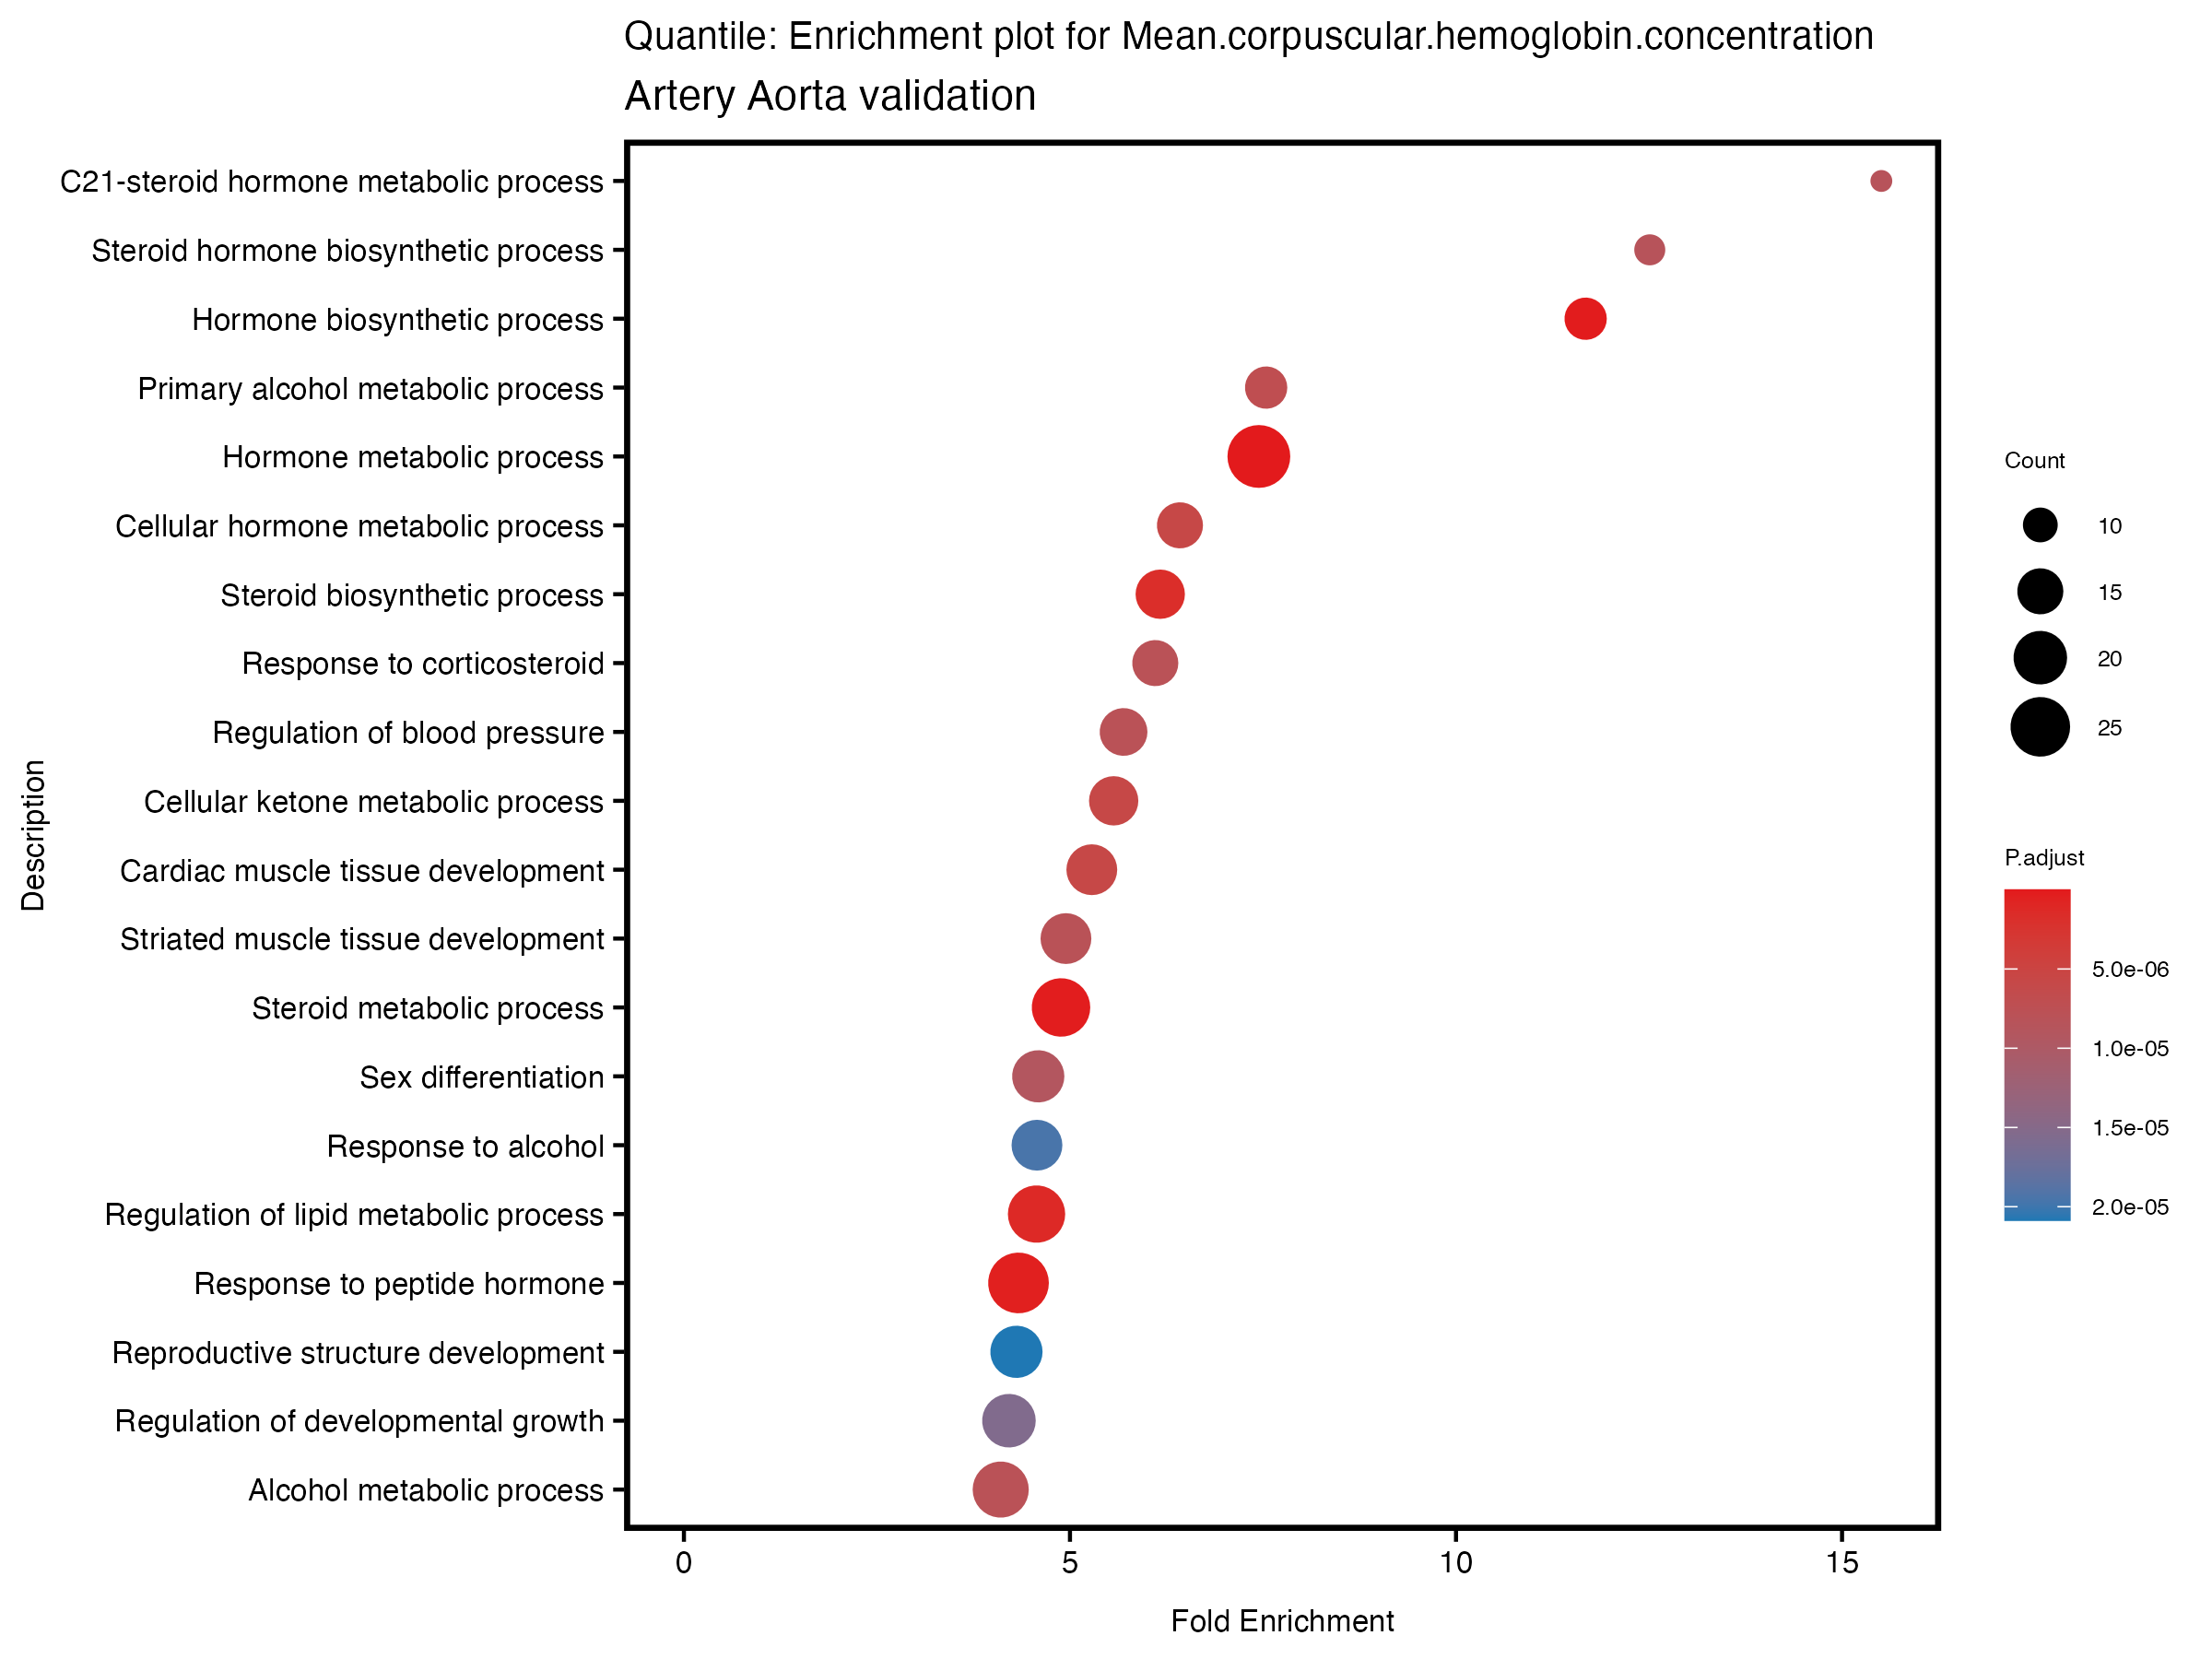 Quantile: Enrichment plot for Mean.corpuscular.hemoglobin.concentration
Artery Aorta validation
Description
C21-steroid hormone metabolic process
Steroid hormone biosynthetic process
Hormone biosynthetic process
Primary alcohol metabolic process
Hormone metabolic process
Cellular hormone metabolic process
Steroid biosynthetic process
Response to corticosteroid
Regulation of blood pressure
Cellular ketone metabolic process
Cardiac muscle tissue development
Striated muscle tissue development
Steroid metabolic process
Sex differentiation
Response to alcohol
Regulation of lipid metabolic process
Response to peptide hormone
Reproductive structure development
Regulation of developmental growth
Alcohol metabolic process
0 5 10 15
Fold Enrichment
Count
10
15
20
25
P.adjust
5.0e-06
1.0e-05
1.5e-05
2.0e-05